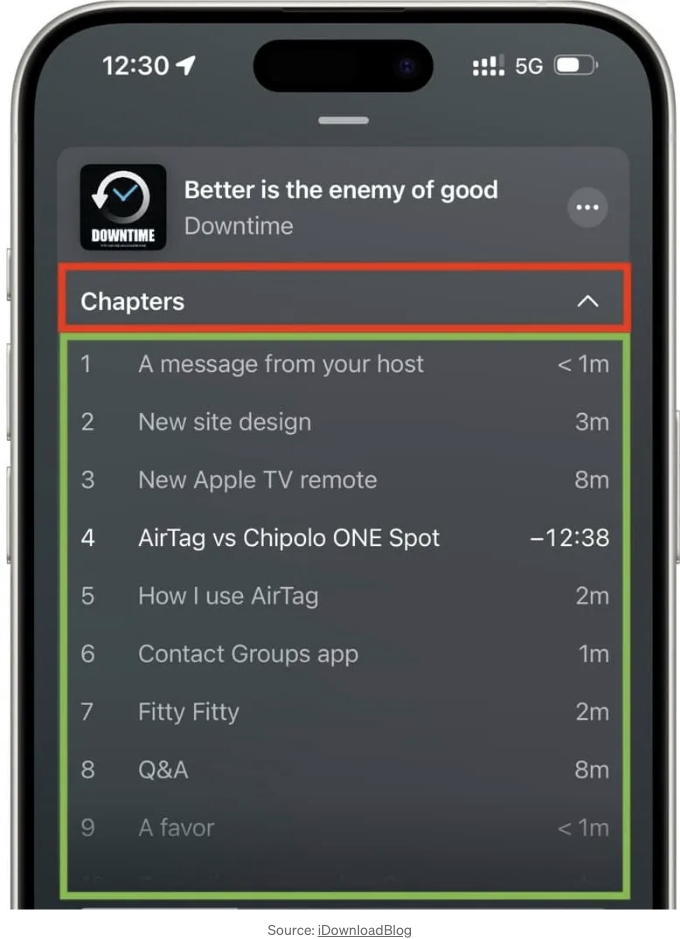 12:30 5G
Better is the enemy of good
Downtime
DOWNTIME
Chapters
1 A message from your host < 1m
2 New site design 3m
3 New Apple TV remote 8m
4 AirTag vs Chipolo ONE Spot −12:38
5 How I use AirTag 2m
6 Contact Groups app 1m
7 Fitty Fitty 2m
8 Q&A 8m
9 A favor < 1m
Source: iDownloadBlog